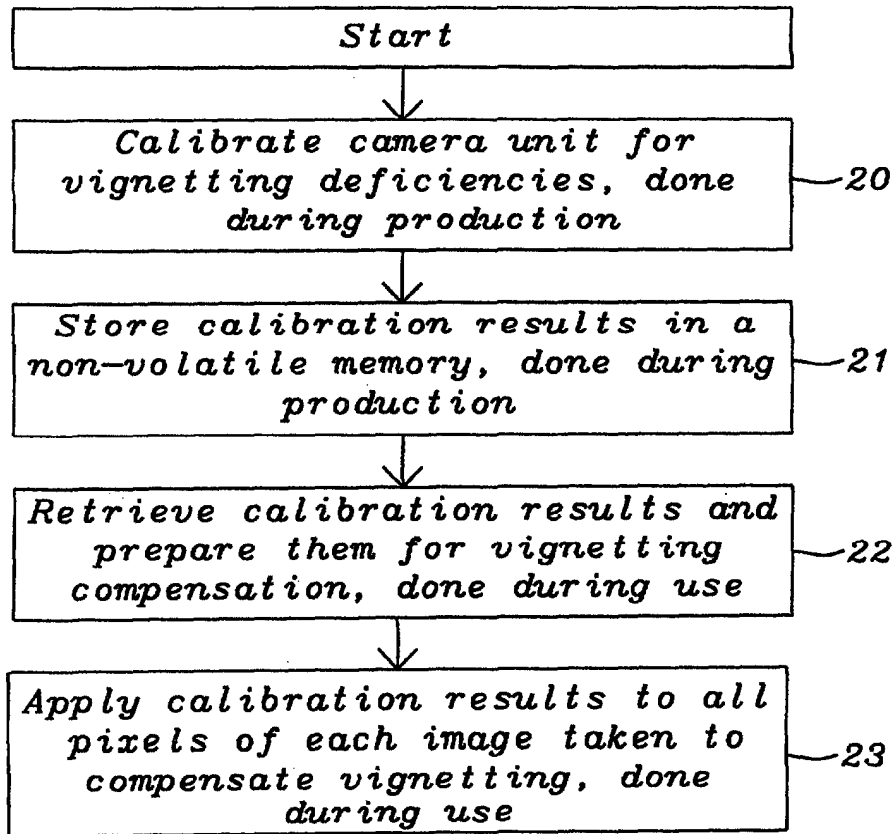 Start
Calibrate camera unit for
vignetting deficiencies, done
during production
20
Store calibration results in a
non-volatile memory, done during
production
21
Retrieve calibration results and
prepare them for vignetting
compensation, done during use
22
Apply calibration results to all
pixels of each image taken to
compensate vignetting, done
during use
23